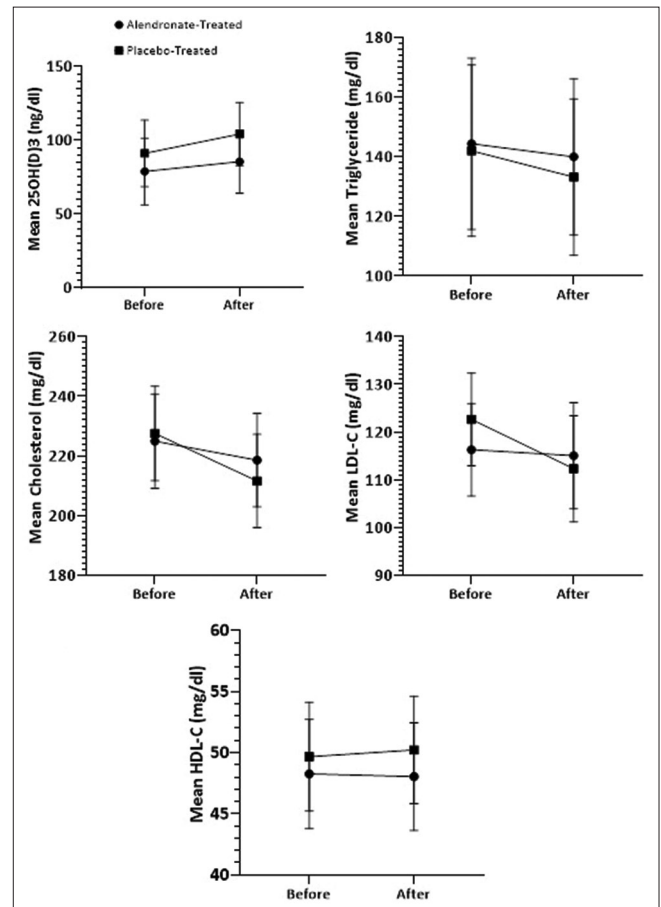 Alendronate-Treated
Placebo-Treated
Mean 25OH(D)3 (ng/dl)
150
100
50
0
Before After
Mean Triglyceride (mg/dl)
180
160
140
120
100
Before After
Mean Cholesterol (mg/dl)
260
240
220
200
180
Before After
Mean LDL-C (mg/dl)
140
130
120
110
100
90
Before After
Mean HDL-C (mg/dl)
60
55
50
45
40
Before After